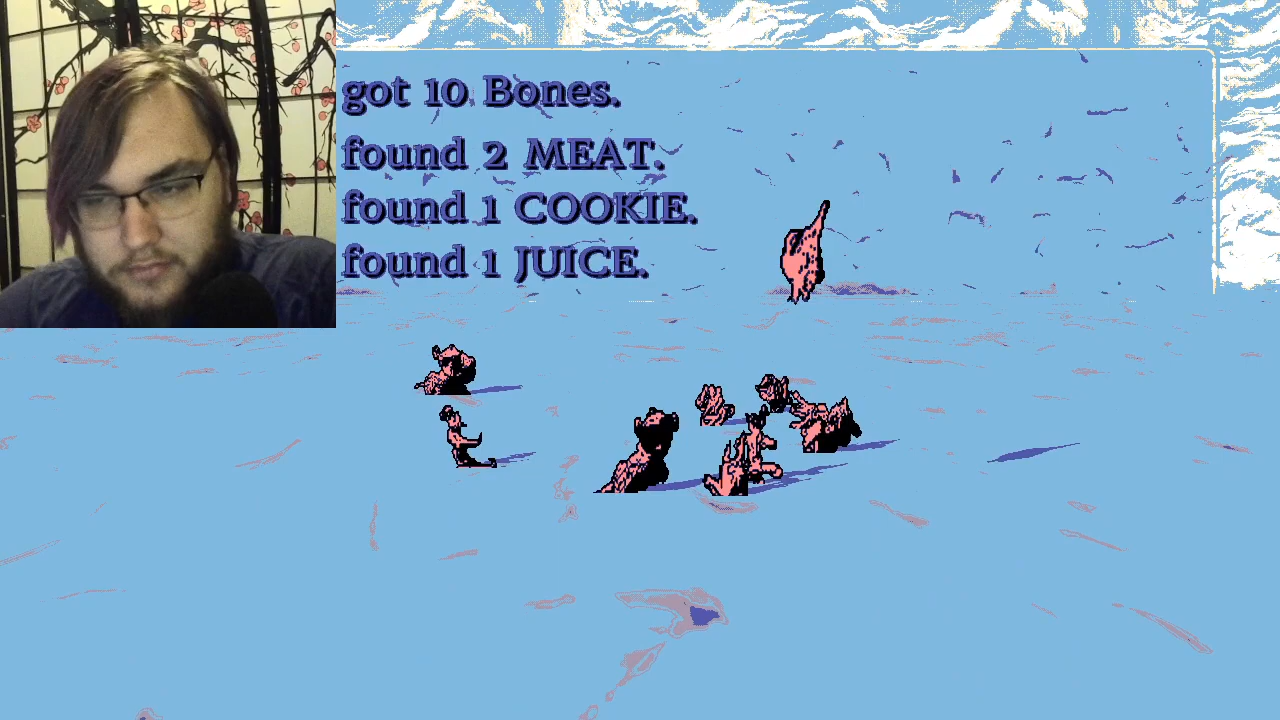 got 10 Bones.
found 2 MEAT.
found 1 COOKIE.
found 1 JUICE.